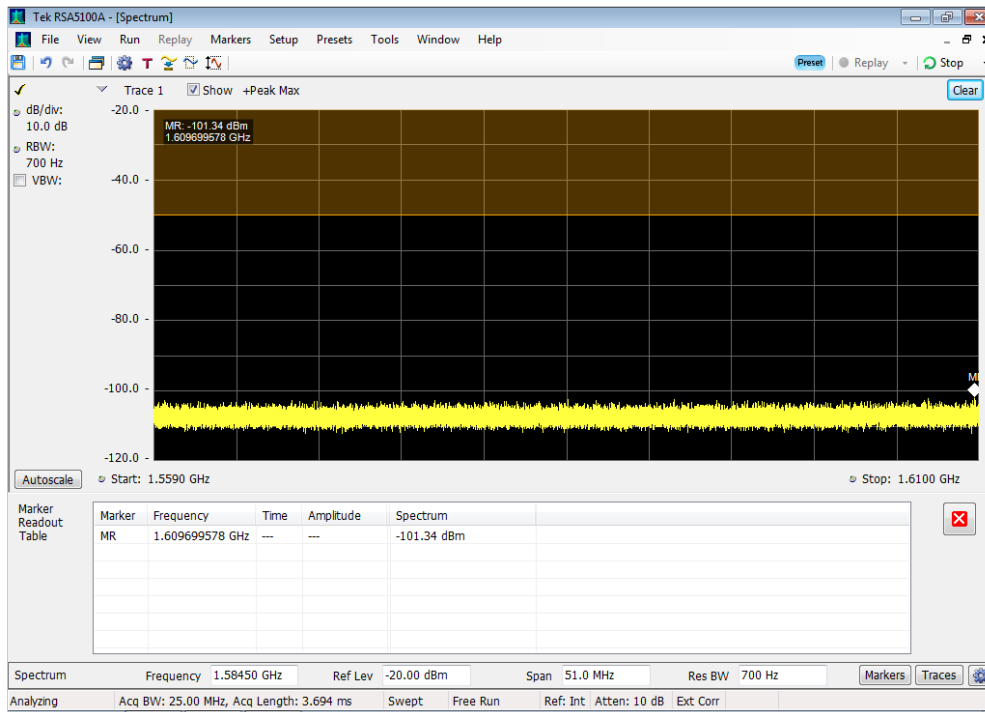 Tek RSA5100A - [Spectrum]
File View Run Replay Markers Setup Presets Tools Window Help
T Preset Replay Stop
Trace 1 Show +Peak Max Clear
dB/div:
10.0 dB
RBW:
700 Hz
VBW:
-20.0
MR: -101.34 dBm
1.609699578 GHz
-40.0
-60.0
-80.0
-100.0
-120.0
Autoscale Start: 1.5590 GHz Stop: 1.6100 GHz
Marker
Readout
Table
Marker Frequency Time Amplitude Spectrum
MR 1.609699578 GHz --- --- -101.34 dBm
Spectrum Frequency 1.58450 GHz Ref Lev -20.00 dBm Span 51.0 MHz Res BW 700 Hz Markers Traces
Analyzing Acq BW: 25.00 MHz, Acq Length: 3.694 ms Swept Free Run Ref: Int Atten: 10 dB Ext Corr